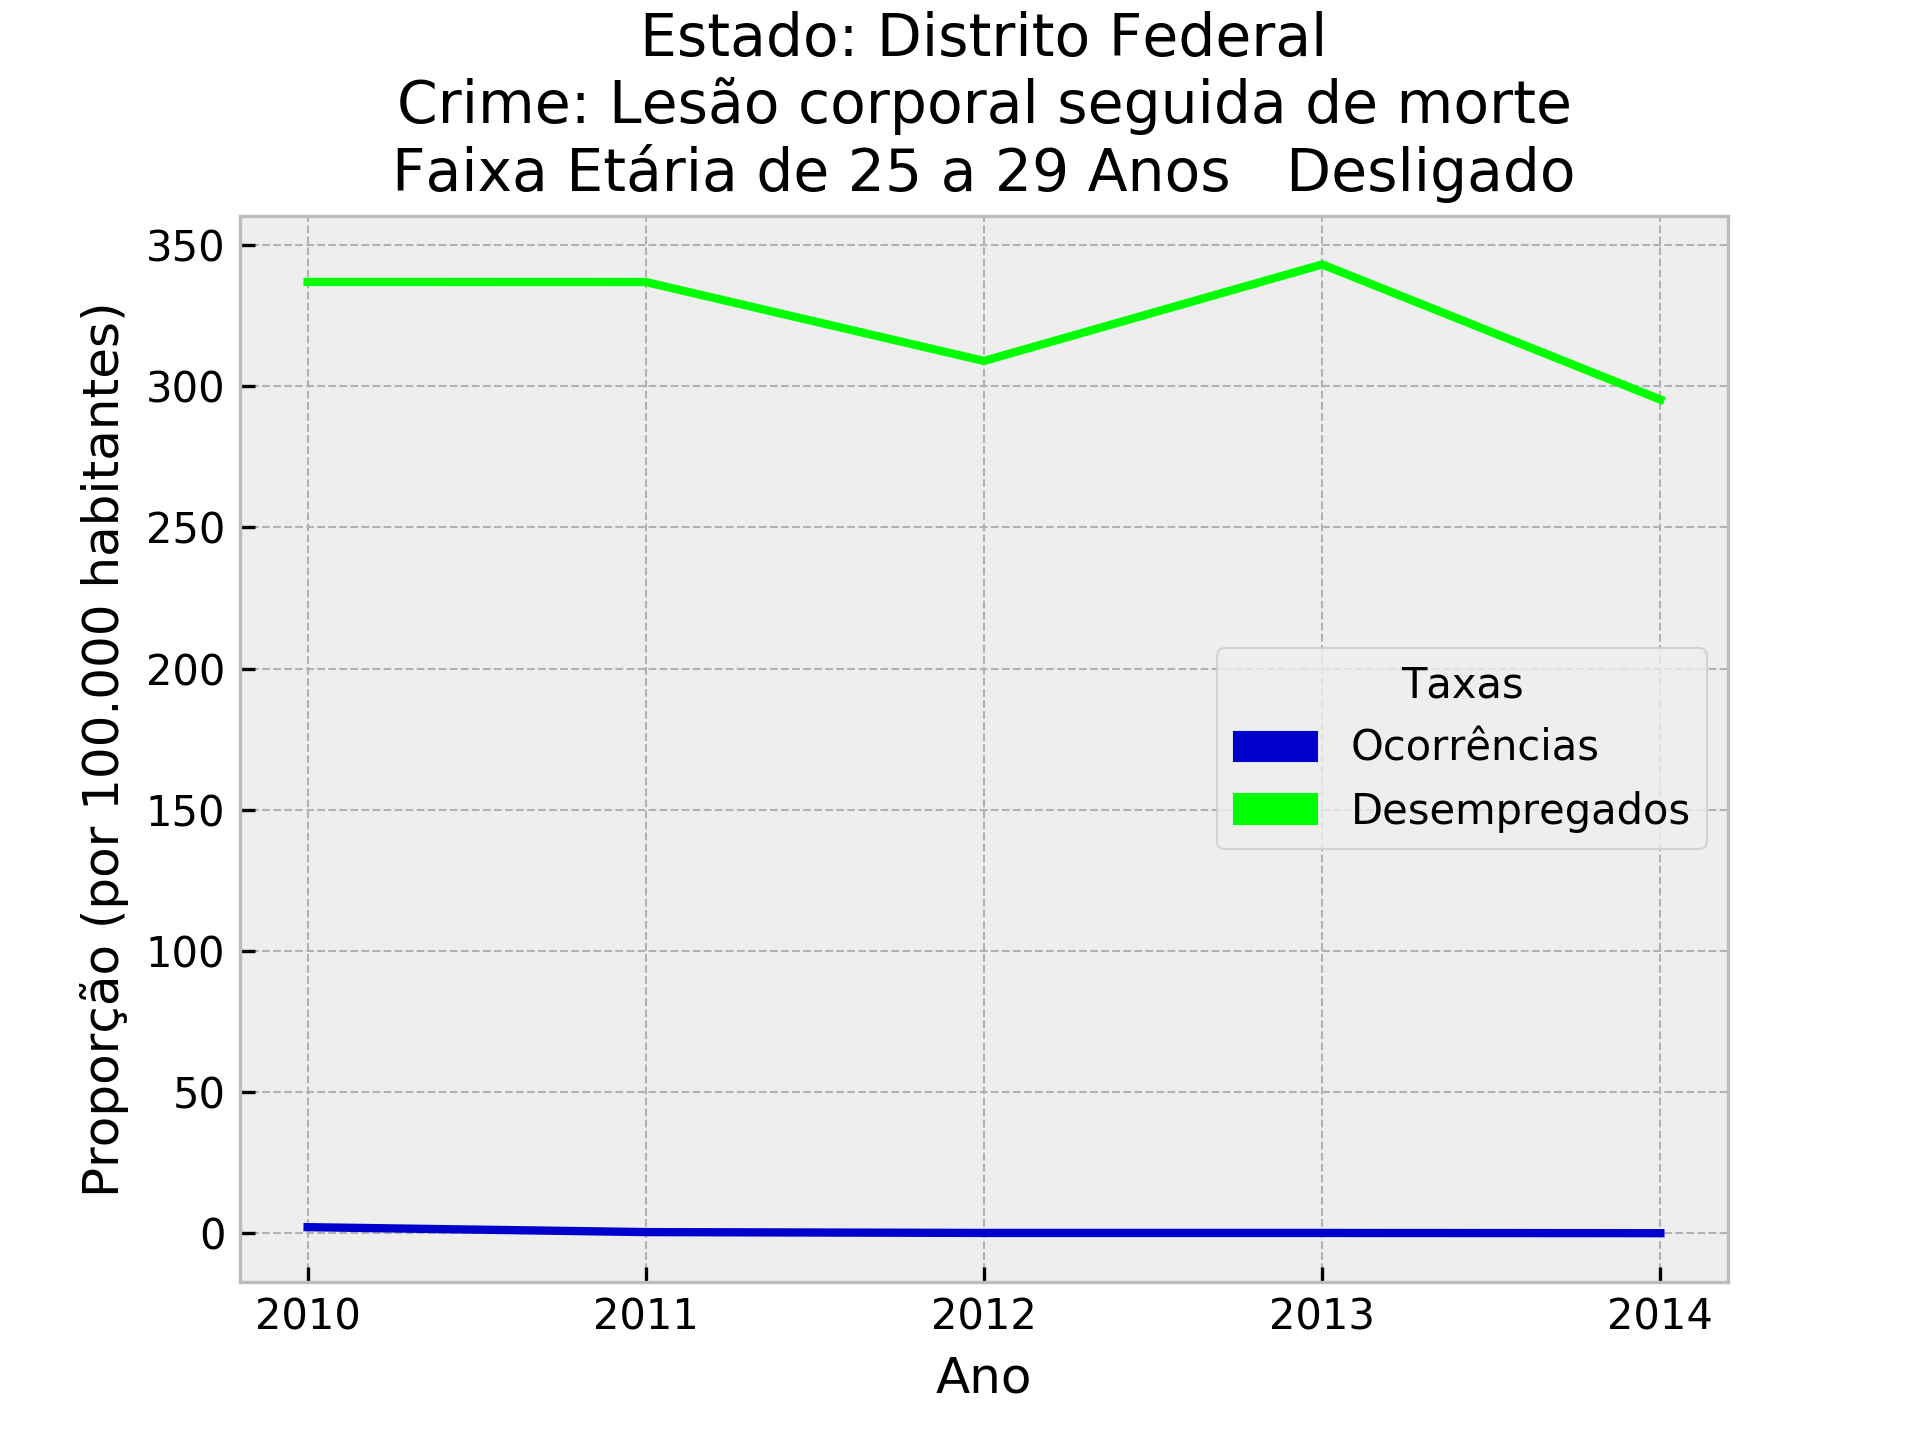 Estado: Distrito Federal
Crime: Lesão corporal seguida de morte
Faixa Etária de 25 a 29 Anos   Desligado
350
300
250
200
150
100
50
0
Proporção (por 100.000 habitantes)
Taxas
Ocorrências
Desempregados
2010 2011 2012 2013 2014
Ano